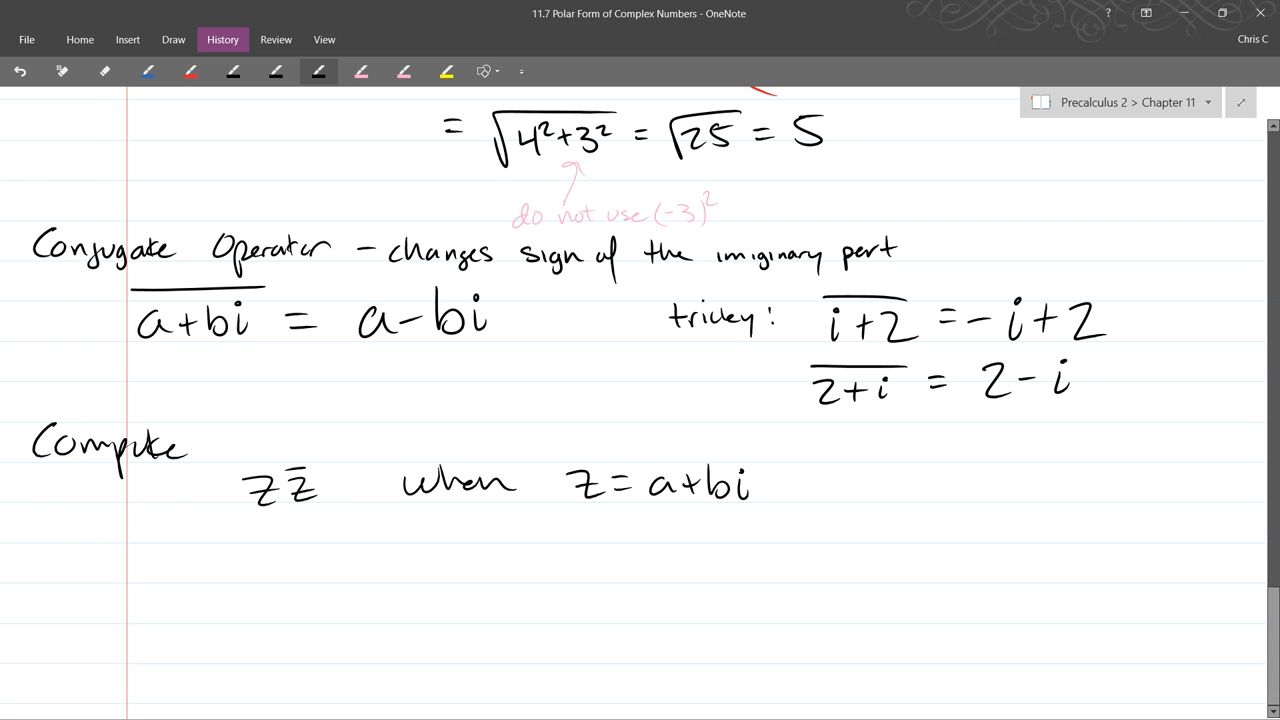 11.7 Polar Form of Complex Numbers - OneNote
File Home Insert Draw History Review View Chris C
Precalculus 2 > Chapter 11
= √4²+3² = √25 = 5
do not use (-3)²
Conjugate Operator - changes sign of the imiginary part
a+bi̅ = a-bi
tricky: i+2̅ = -i+2
2+i̅ = 2-i
Compute
z z̅ when z = a+bi